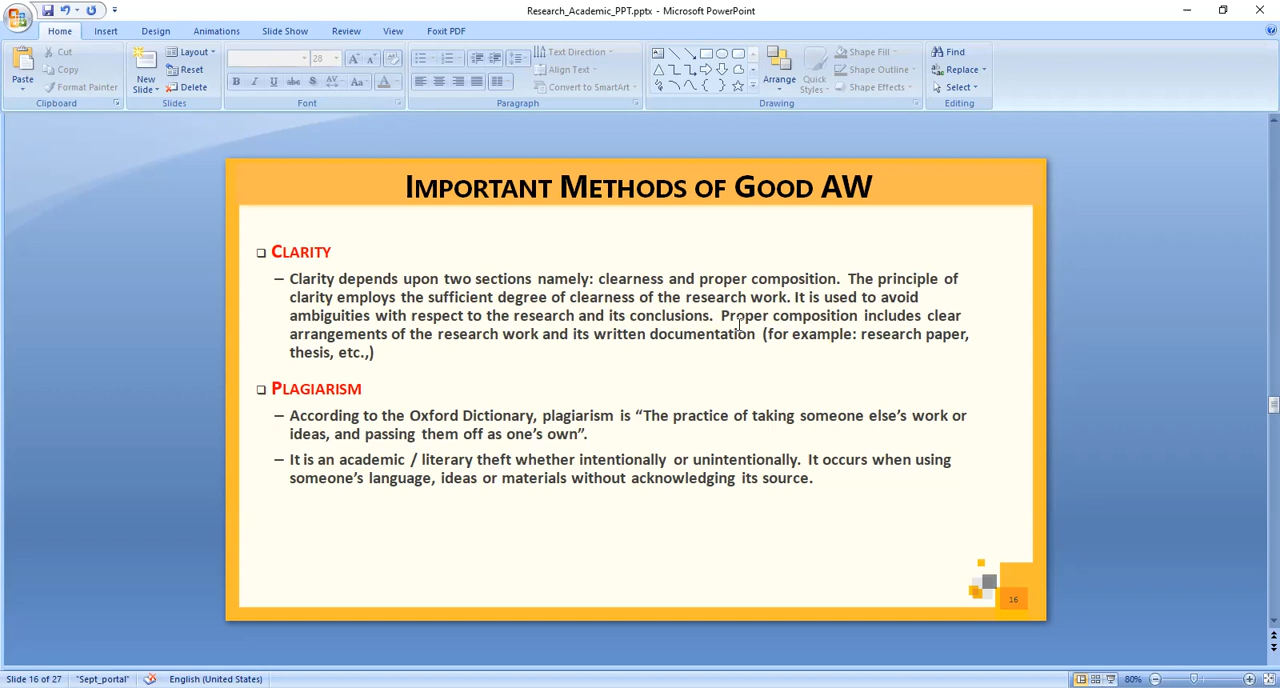 Research_Academic_PPT.pptx - Microsoft PowerPoint
Home Insert Design Animations Slide Show Review View Foxit PDF
Paste
Cut
Copy
Format Painter
Clipboard
New Slide
Layout
Reset
Delete
Slides
28
B I U abc S AV Aa A
Font
Text Direction
Align Text
Convert to SmartArt
Paragraph
Arrange
Quick Styles
Shape Fill
Shape Outline
Shape Effects
Drawing
Find
Replace
Select
Editing
IMPORTANT METHODS OF GOOD AW
CLARITY
– Clarity depends upon two sections namely: clearness and proper composition. The principle of
clarity employs the sufficient degree of clearness of the research work. It is used to avoid
ambiguities with respect to the research and its conclusions. Proper composition includes clear
arrangements of the research work and its written documentation (for example: research paper,
thesis, etc.,)
PLAGIARISM
– According to the Oxford Dictionary, plagiarism is “The practice of taking someone else’s work or
ideas, and passing them off as one’s own”.
– It is an academic / literary theft whether intentionally or unintentionally. It occurs when using
someone’s language, ideas or materials without acknowledging its source.
16
Slide 16 of 27 "Sept_portal" English (United States) 80%